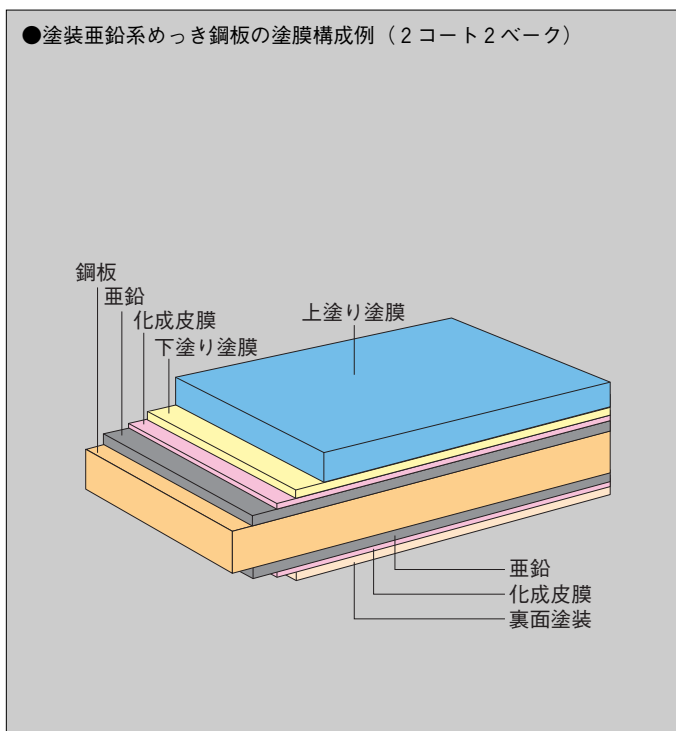 ●塗装亜鉛系めっき鋼板の塗膜構成例（2コート2ベーク）
鋼板
亜鉛
化成皮膜
下塗り塗膜
上塗り塗膜
亜鉛
化成皮膜
裏面塗装